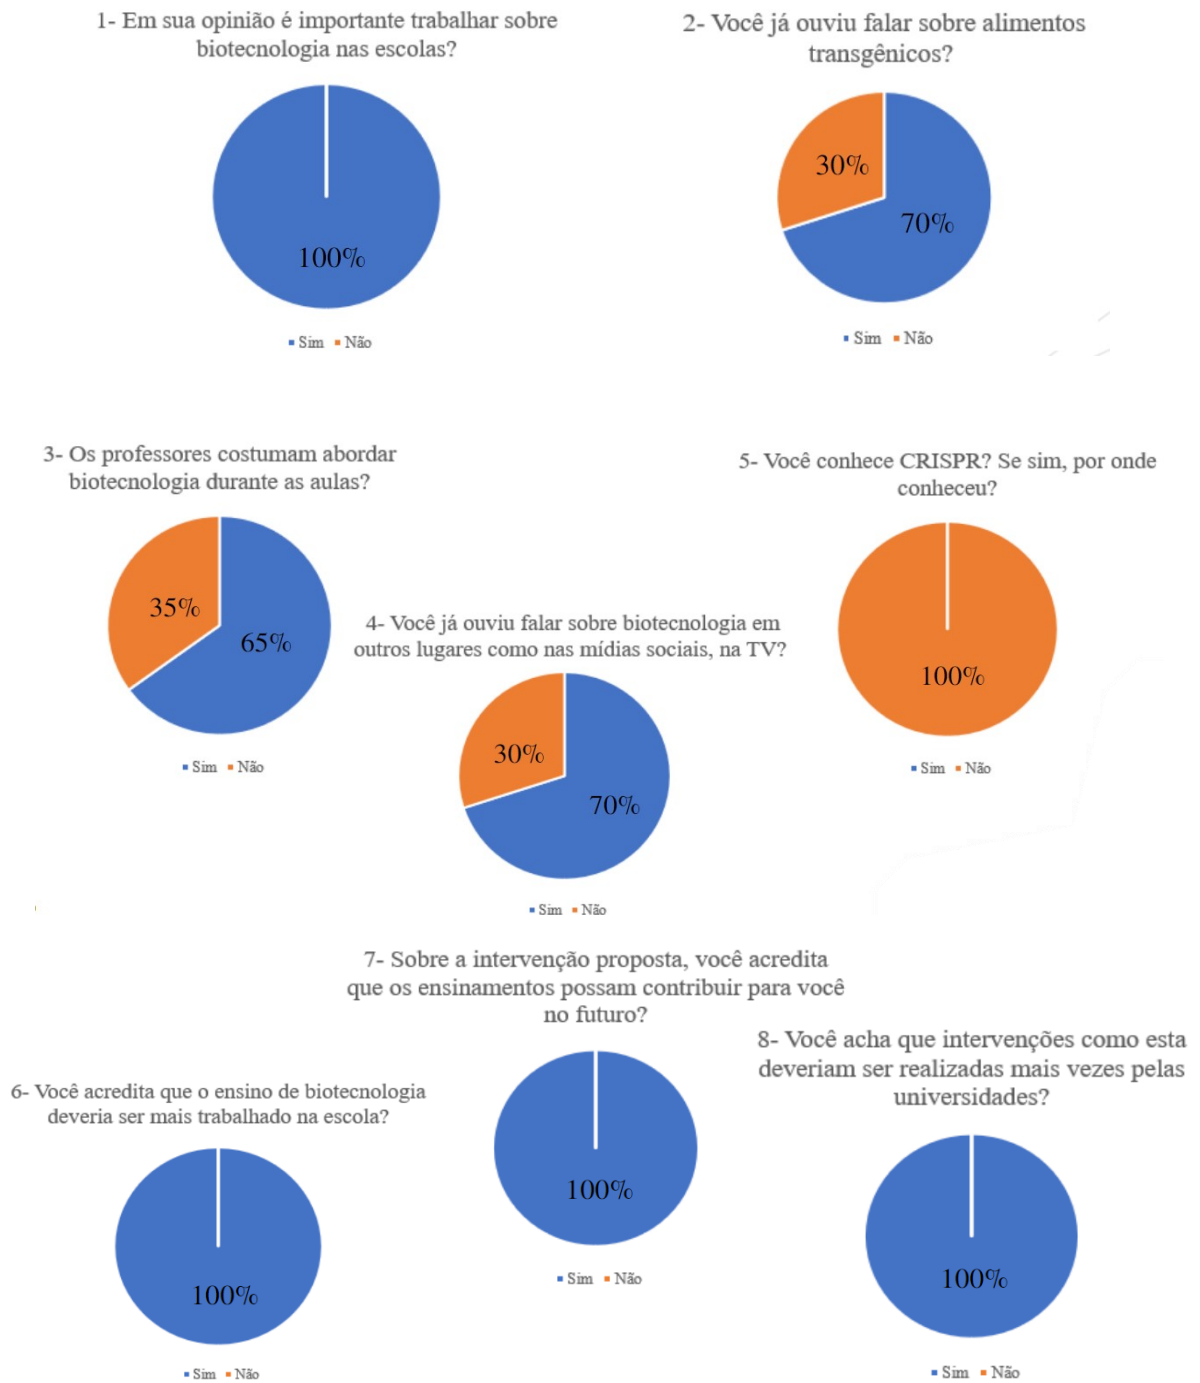 1- Em sua opinião é importante trabalhar sobre
biotecnologia nas escolas?
100%
Sim Não
2- Você já ouviu falar sobre alimentos
transgênicos?
30%
70%
Sim Não
3- Os professores costumam abordar
biotecnologia durante as aulas?
35%
65%
Sim Não
4- Você já ouviu falar sobre biotecnologia em
outros lugares como nas mídias sociais, na TV?
30%
70%
Sim Não
5- Você conhece CRISPR? Se sim, por onde
conheceu?
100%
Sim Não
6- Você acredita que o ensino de biotecnologia
deveria ser mais trabalhado na escola?
100%
Sim Não
7- Sobre a intervenção proposta, você acredita
que os ensinamentos possam contribuir para você
no futuro?
100%
Sim Não
8- Você acha que intervenções como esta
deveriam ser realizadas mais vezes pelas
universidades?
100%
Sim Não